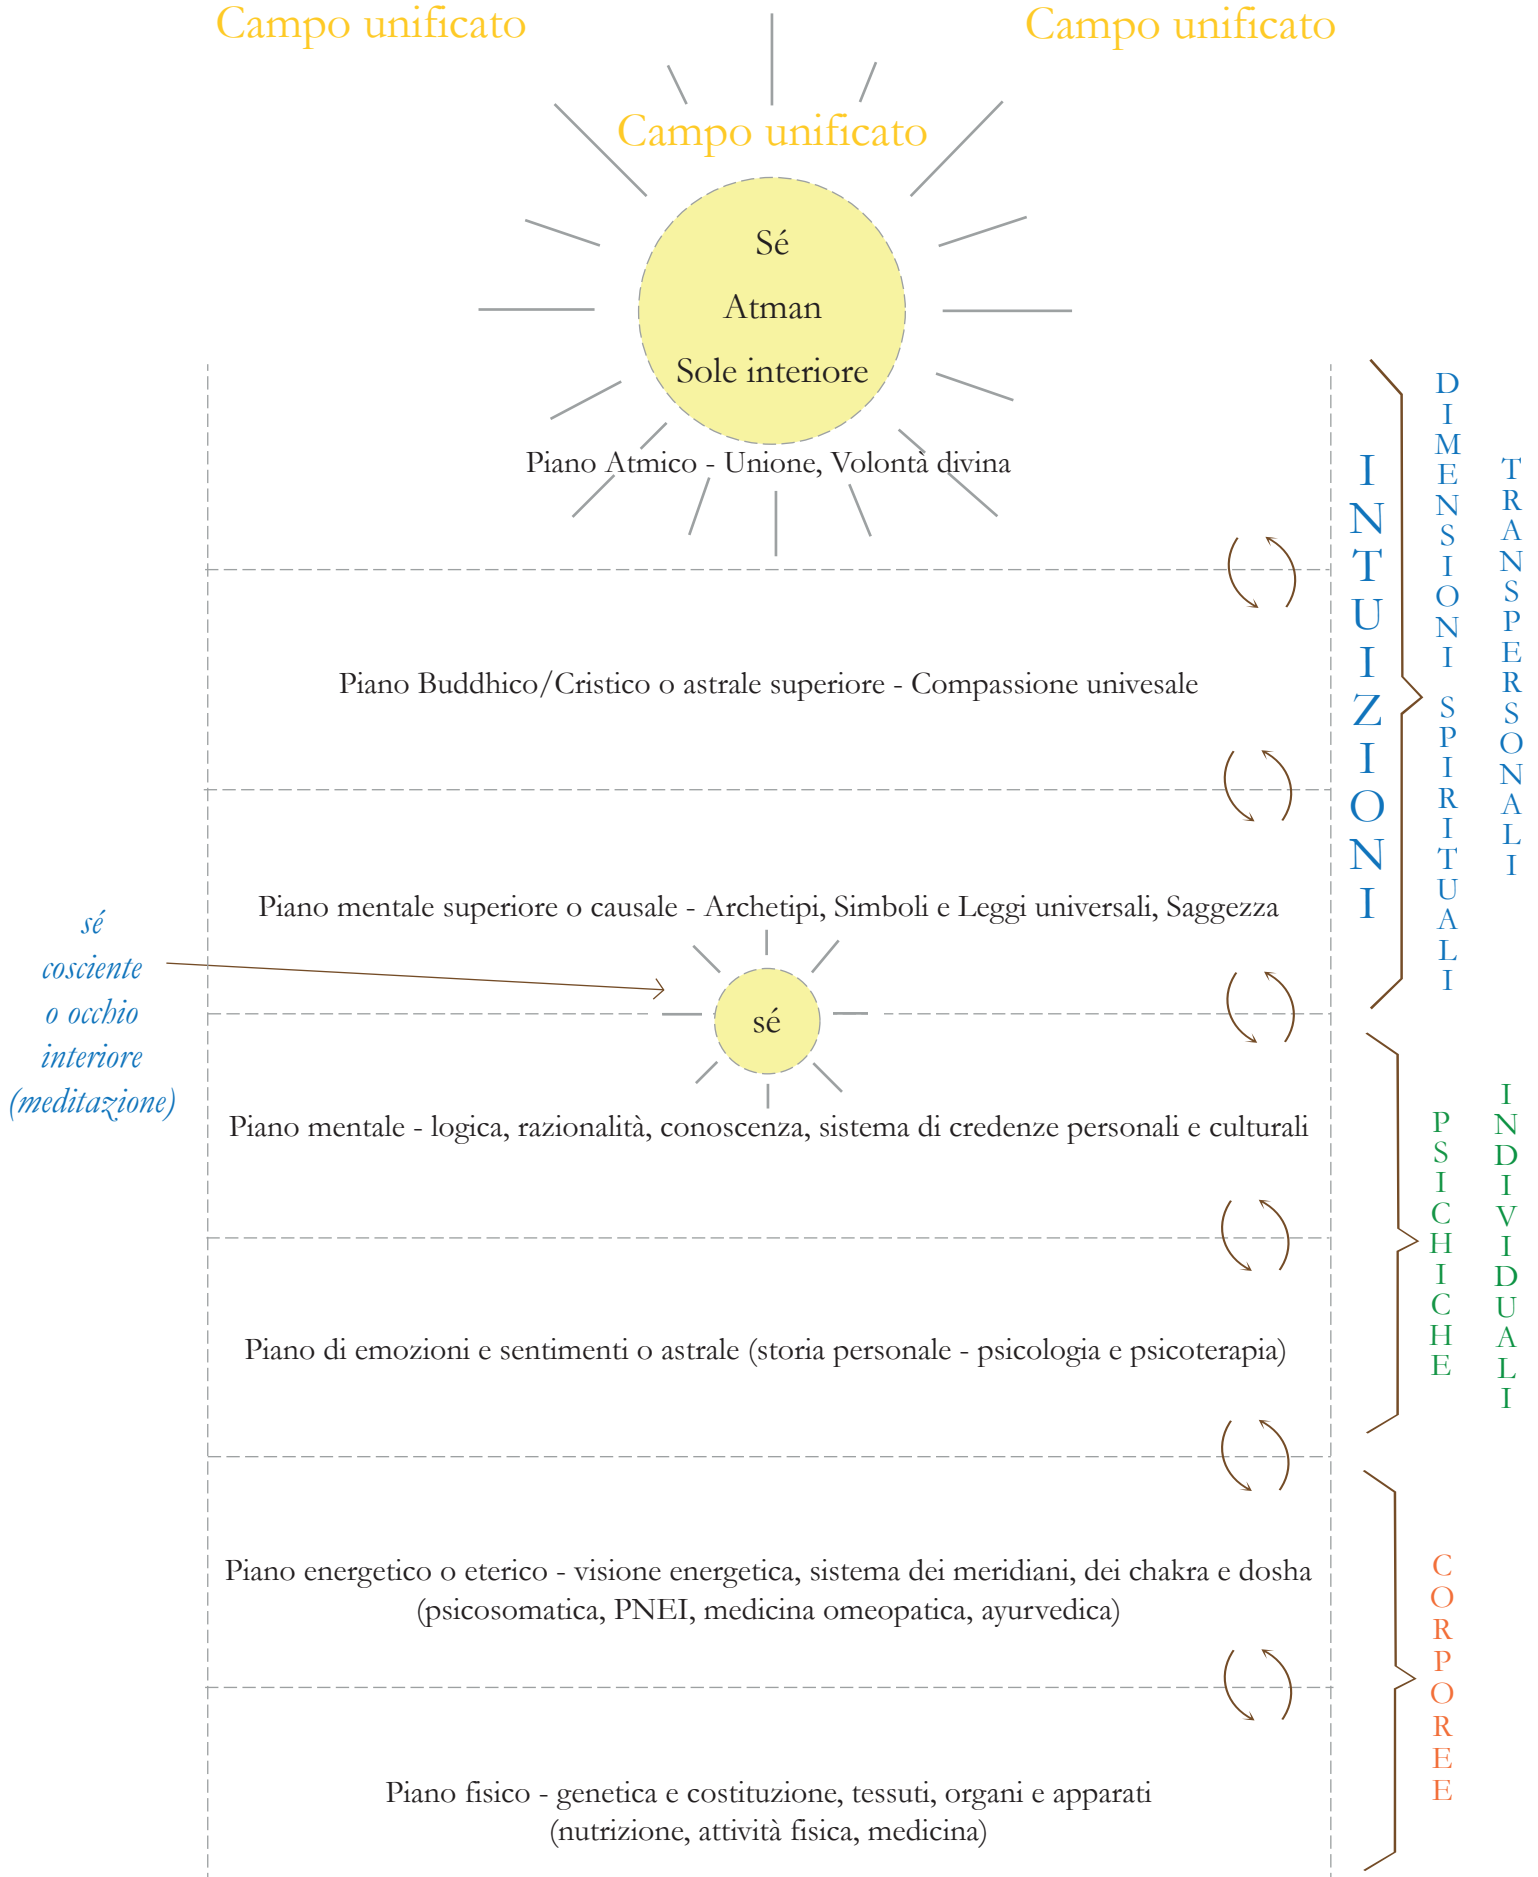 Campo unificato
Campo unificato
Campo unificato
Sé
Atman
Sole interiore
Piano Atmico - Unione, Volontà divina
Piano Buddhico/Cristico o astrale superiore - Compassione univesale
Piano mentale superiore o causale - Archetipi, Simboli e Leggi universali, Saggezza
sé
cosciente
o occhio
interiore
(meditazione)
sé
Piano mentale - logica, razionalità, conoscenza, sistema di credenze personali e culturali
Piano di emozioni e sentimenti o astrale (storia personale - psicologia e psicoterapia)
Piano energetico o eterico - visione energetica, sistema dei meridiani, dei chakra e dosha
(psicosomatica, PNEI, medicina omeopatica, ayurvedica)
Piano fisico - genetica e costituzione, tessuti, organi e apparati
(nutrizione, attività fisica, medicina)
INTUIZIONI
DIMENSIONI SPIRITUALI
TRANSPERSONALI
PSICHICHE
INDIVIDUALI
CORPOREE